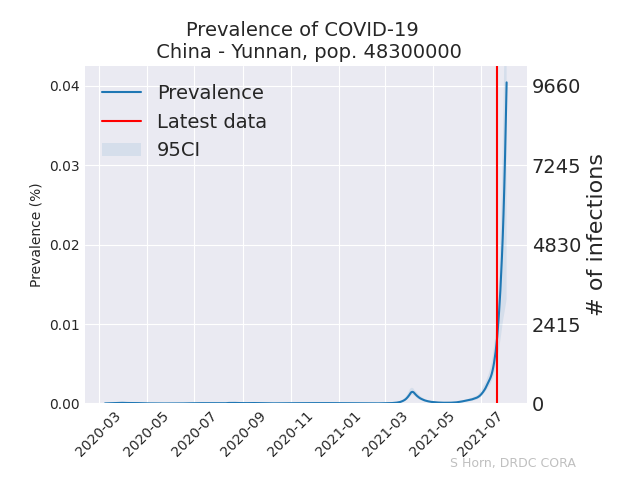 Prevalence of COVID-19
China - Yunnan, pop. 48300000
Prevalence
Latest data
95CI
Prevalence (%)
0.04
0.03
0.02
0.01
0.00
9660
7245
4830
2415
0
# of infections
2020-03
2020-05
2020-07
2020-09
2020-11
2021-01
2021-03
2021-05
2021-07
S Horn, DRDC CORA